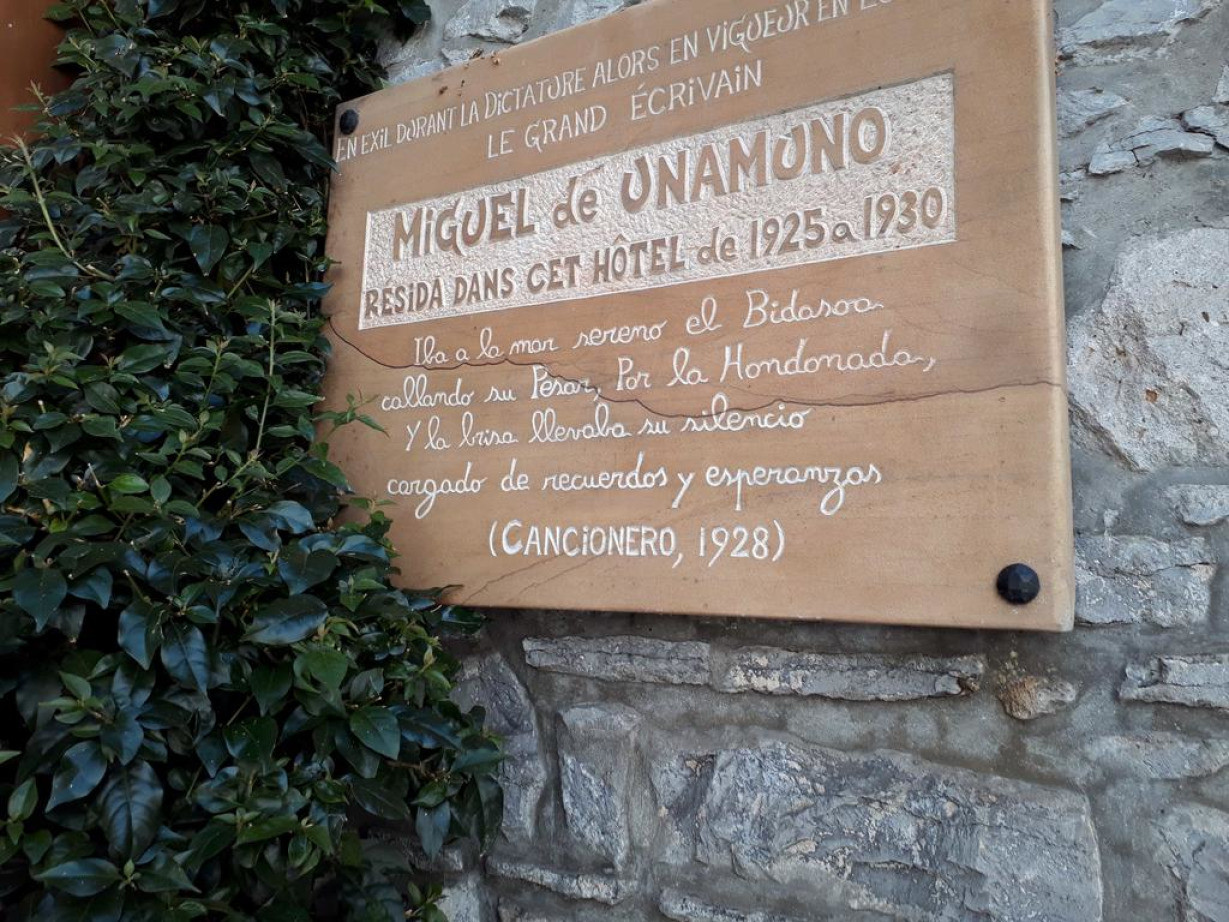 EN EXIL DURANT LA DICTATURE ALORS EN VIGUEUR EN
LE GRAND ÉCRIVAIN
MIGUEL de UNAMUNO
RESIDA DANS CET HÔTEL de 1925 a 1930
Iba a la mar sereno el Bidasoa
callando su Pesar, Por la Hondonada,
Y la brisa llevaba su silencio
cargado de recuerdos y esperanzas
(CANCIONERO, 1928)